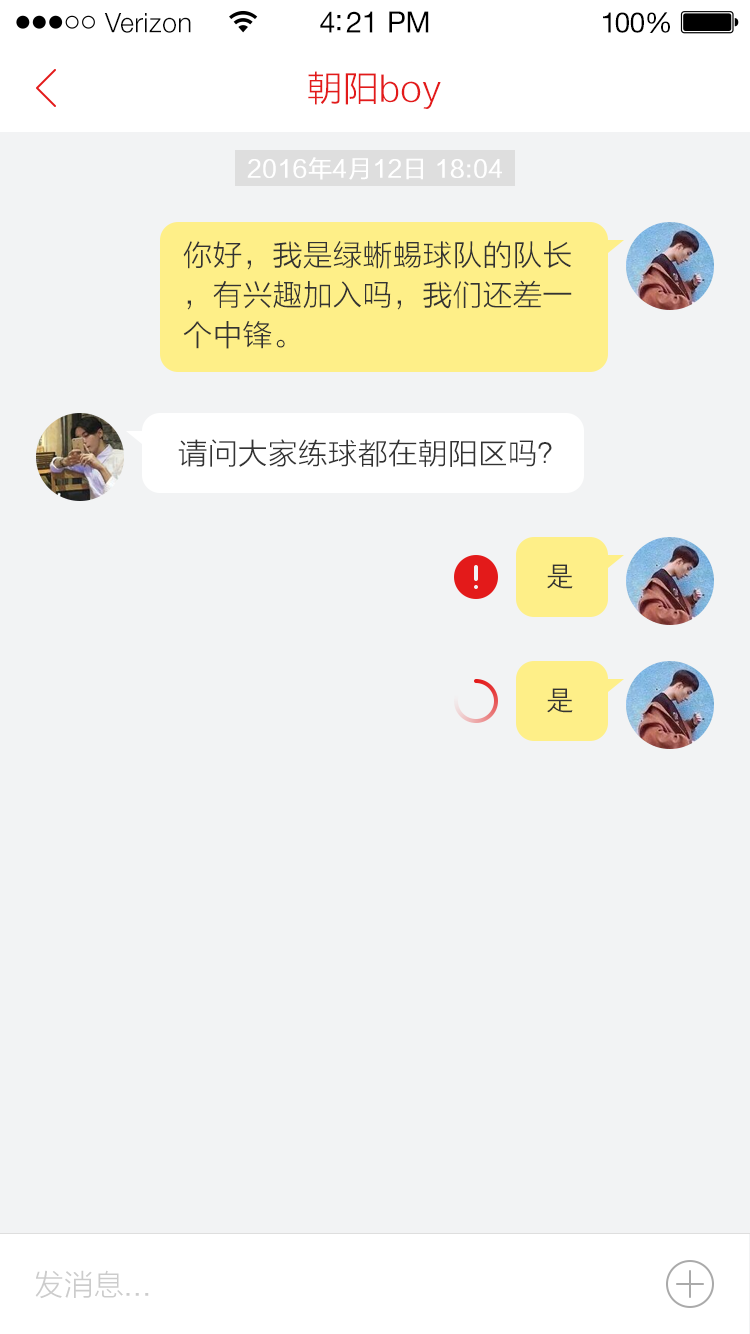 Verizon 4:21 PM 100%
朝阳boy
2016年4月12日 18:04
你好，我是绿蜥蜴球队的队长
，有兴趣加入吗，我们还差一
个中锋。
请问大家练球都在朝阳区吗?
!
是
是
发消息...